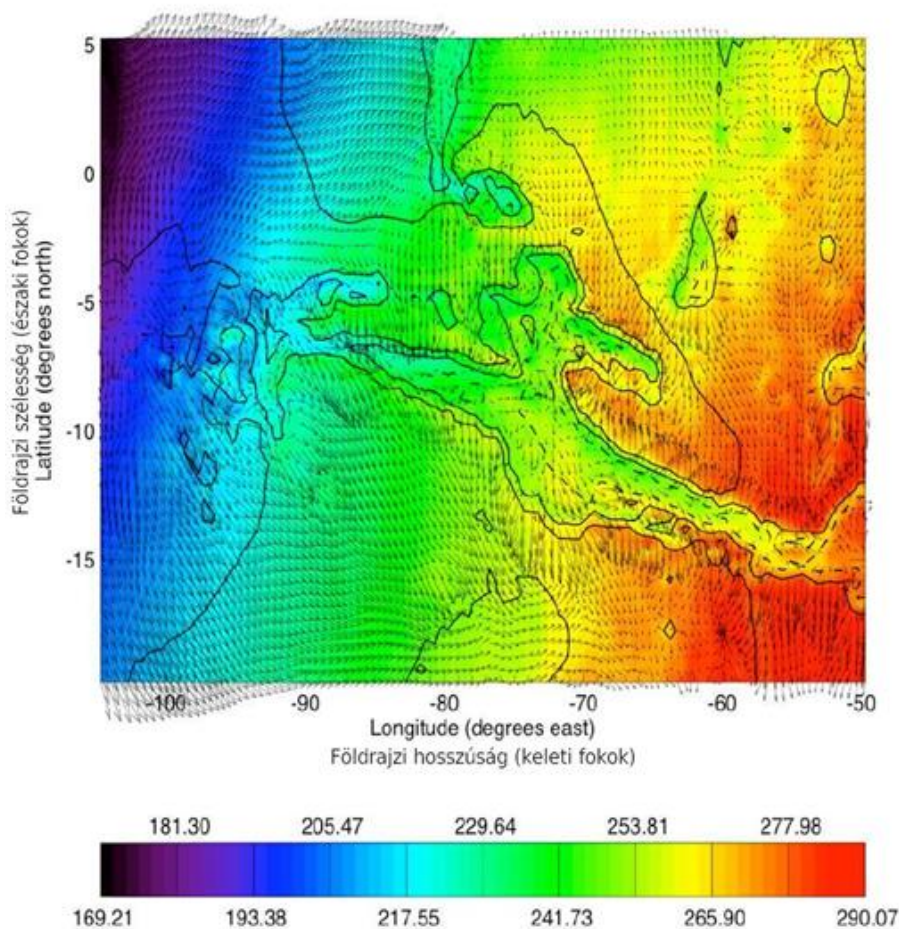 Földrajzi szélesség (északi fokok)
Latitude (degrees north)
5
0
-5
-10
-15
-100 -90 -80 -70 -60 -50
Longitude (degrees east)
Földrajzi hosszúság (keleti fokok)
181.30 205.47 229.64 253.81 277.98
169.21 193.38 217.55 241.73 265.90 290.07